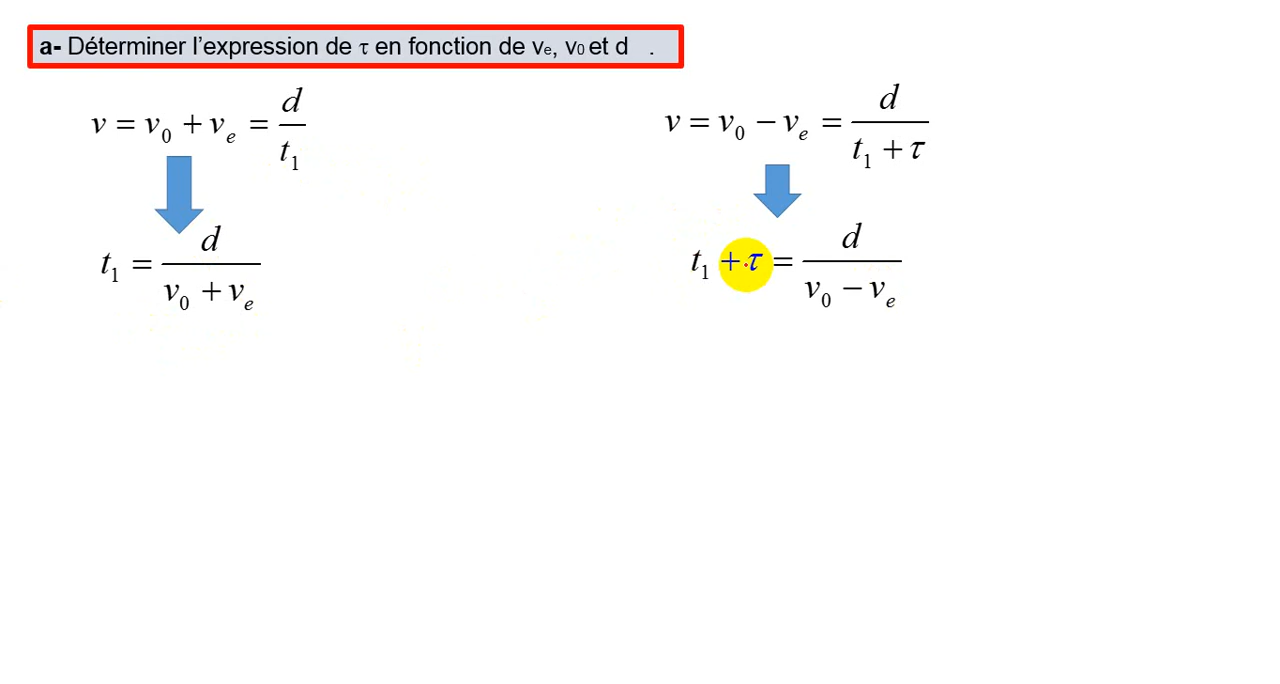 a- Déterminer l'expression de τ en fonction de vₑ, v₀ et d .
v = v₀ + vₑ = d / t₁
v = v₀ − vₑ = d / (t₁ + τ)
t₁ = d / (v₀ + vₑ)
t₁ + τ = d / (v₀ − vₑ)